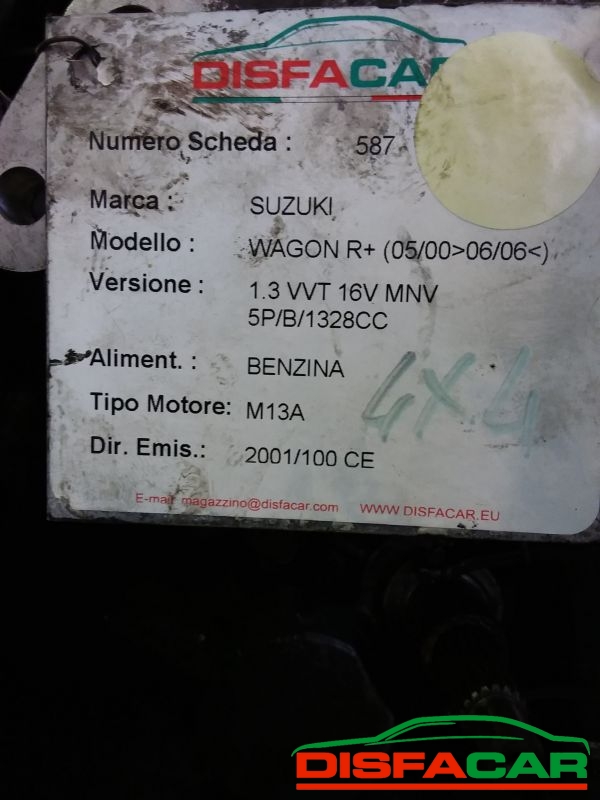 DISFACAR
Numero Scheda : 587
Marca : SUZUKI
Modello : WAGON R+ (05/00>06/06<)
Versione : 1.3 VVT 16V MNV
5P/B/1328CC
Aliment. : BENZINA
4X4
Tipo Motore: M13A
Dir. Emis.: 2001/100 CE
E-mail: magazzino@disfacar.com WWW.DISFACAR.EU
DISFACAR